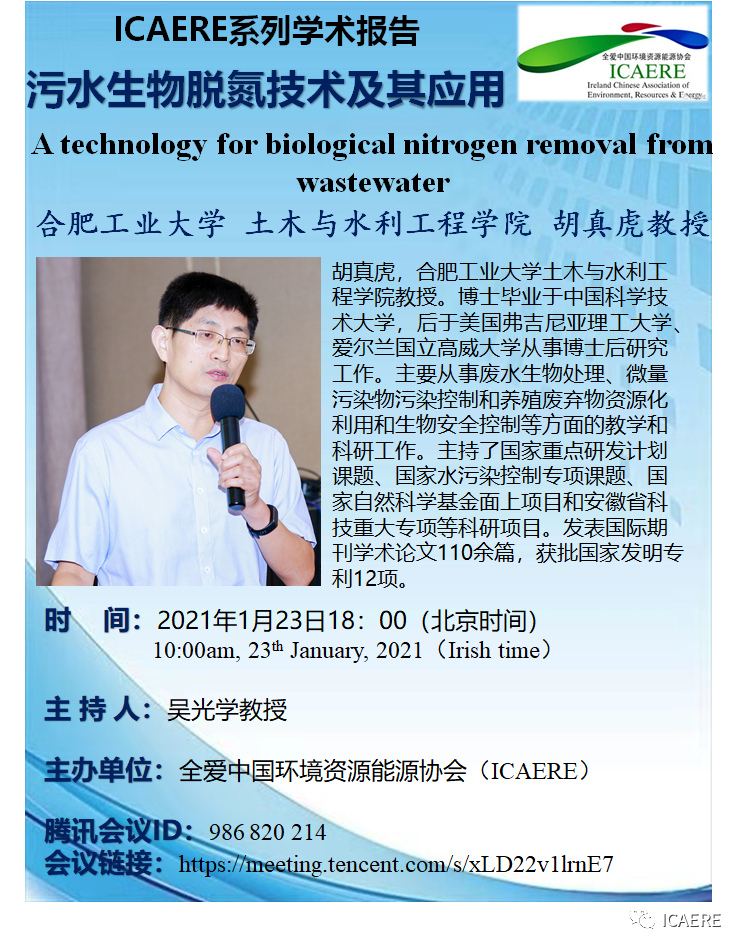 ICAERE系列学术报告
全爱中国环境资源能源协会
ICAERE
Ireland Chinese Association of
Environment, Resources & Energy
污水生物脱氮技术及其应用
A technology for biological nitrogen removal from
wastewater
合肥工业大学 土木与水利工程学院 胡真虎教授
胡真虎，合肥工业大学土木与水利工
程学院教授。博士毕业于中国科学技
术大学，后于美国弗吉尼亚理工大学、
爱尔兰国立高威大学从事博士后研究
工作。主要从事废水生物处理、微量
污染物污染控制和养殖废弃物资源化
利用和生物安全控制等方面的教学和
科研工作。主持了国家重点研发计划
课题、国家水污染控制专项课题、国
家自然科学基金面上项目和安徽省科
技重大专项等科研项目。发表国际期
刊学术论文110余篇，获批国家发明专
利12项。
时 间：2021年1月23日18：00（北京时间）
10:00am, 23th January, 2021（Irish time）
主 持 人：吴光学教授
主办单位：全爱中国环境资源能源协会（ICAERE）
腾讯会议ID：986 820 214
会议链接：https://meeting.tencent.com/s/xLD22v1lrnE7
ICAERE